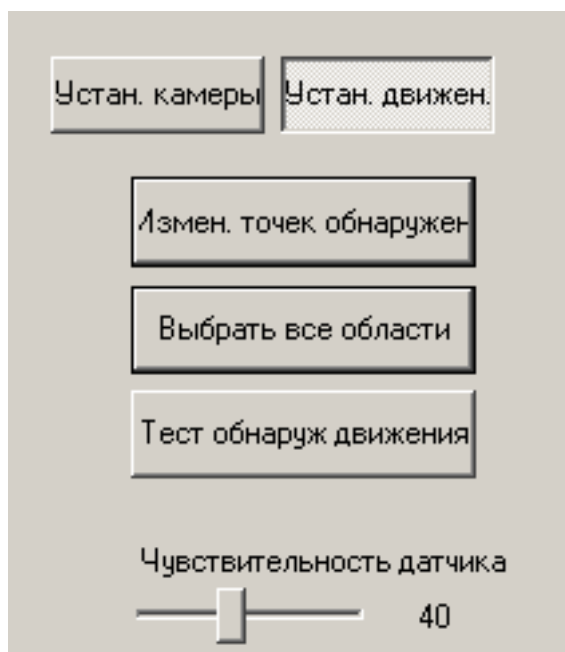 Устан. камеры
Устан. движен.
Измен. точек обнаружен
Выбрать все области
Тест обнаруж движения
Чувствительность датчика
40